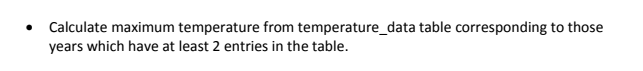 • Calculate maximum temperature from temperature_data table corresponding to those
years which have at least 2 entries in the table.